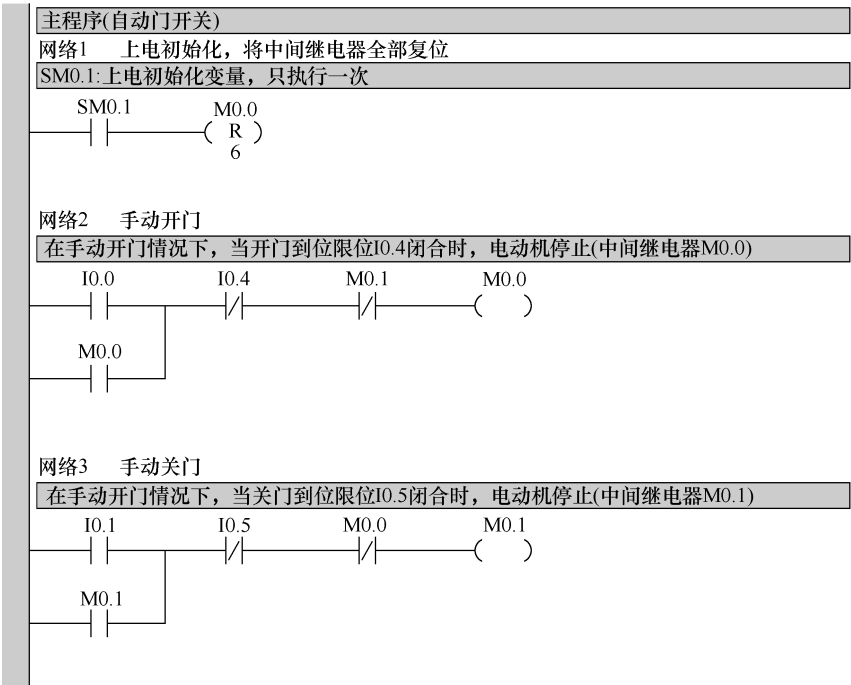 主程序(自动门开关)
网络1 上电初始化，将中间继电器全部复位
SM0.1:上电初始化变量，只执行一次
SM0.1 M0.0
R
6
网络2 手动开门
在手动开门情况下，当开门到位限位I0.4闭合时，电动机停止(中间继电器M0.0)
I0.0 I0.4 M0.1 M0.0
M0.0
网络3 手动关门
在手动开门情况下，当关门到位限位I0.5闭合时，电动机停止(中间继电器M0.1)
I0.1 I0.5 M0.0 M0.1
M0.1